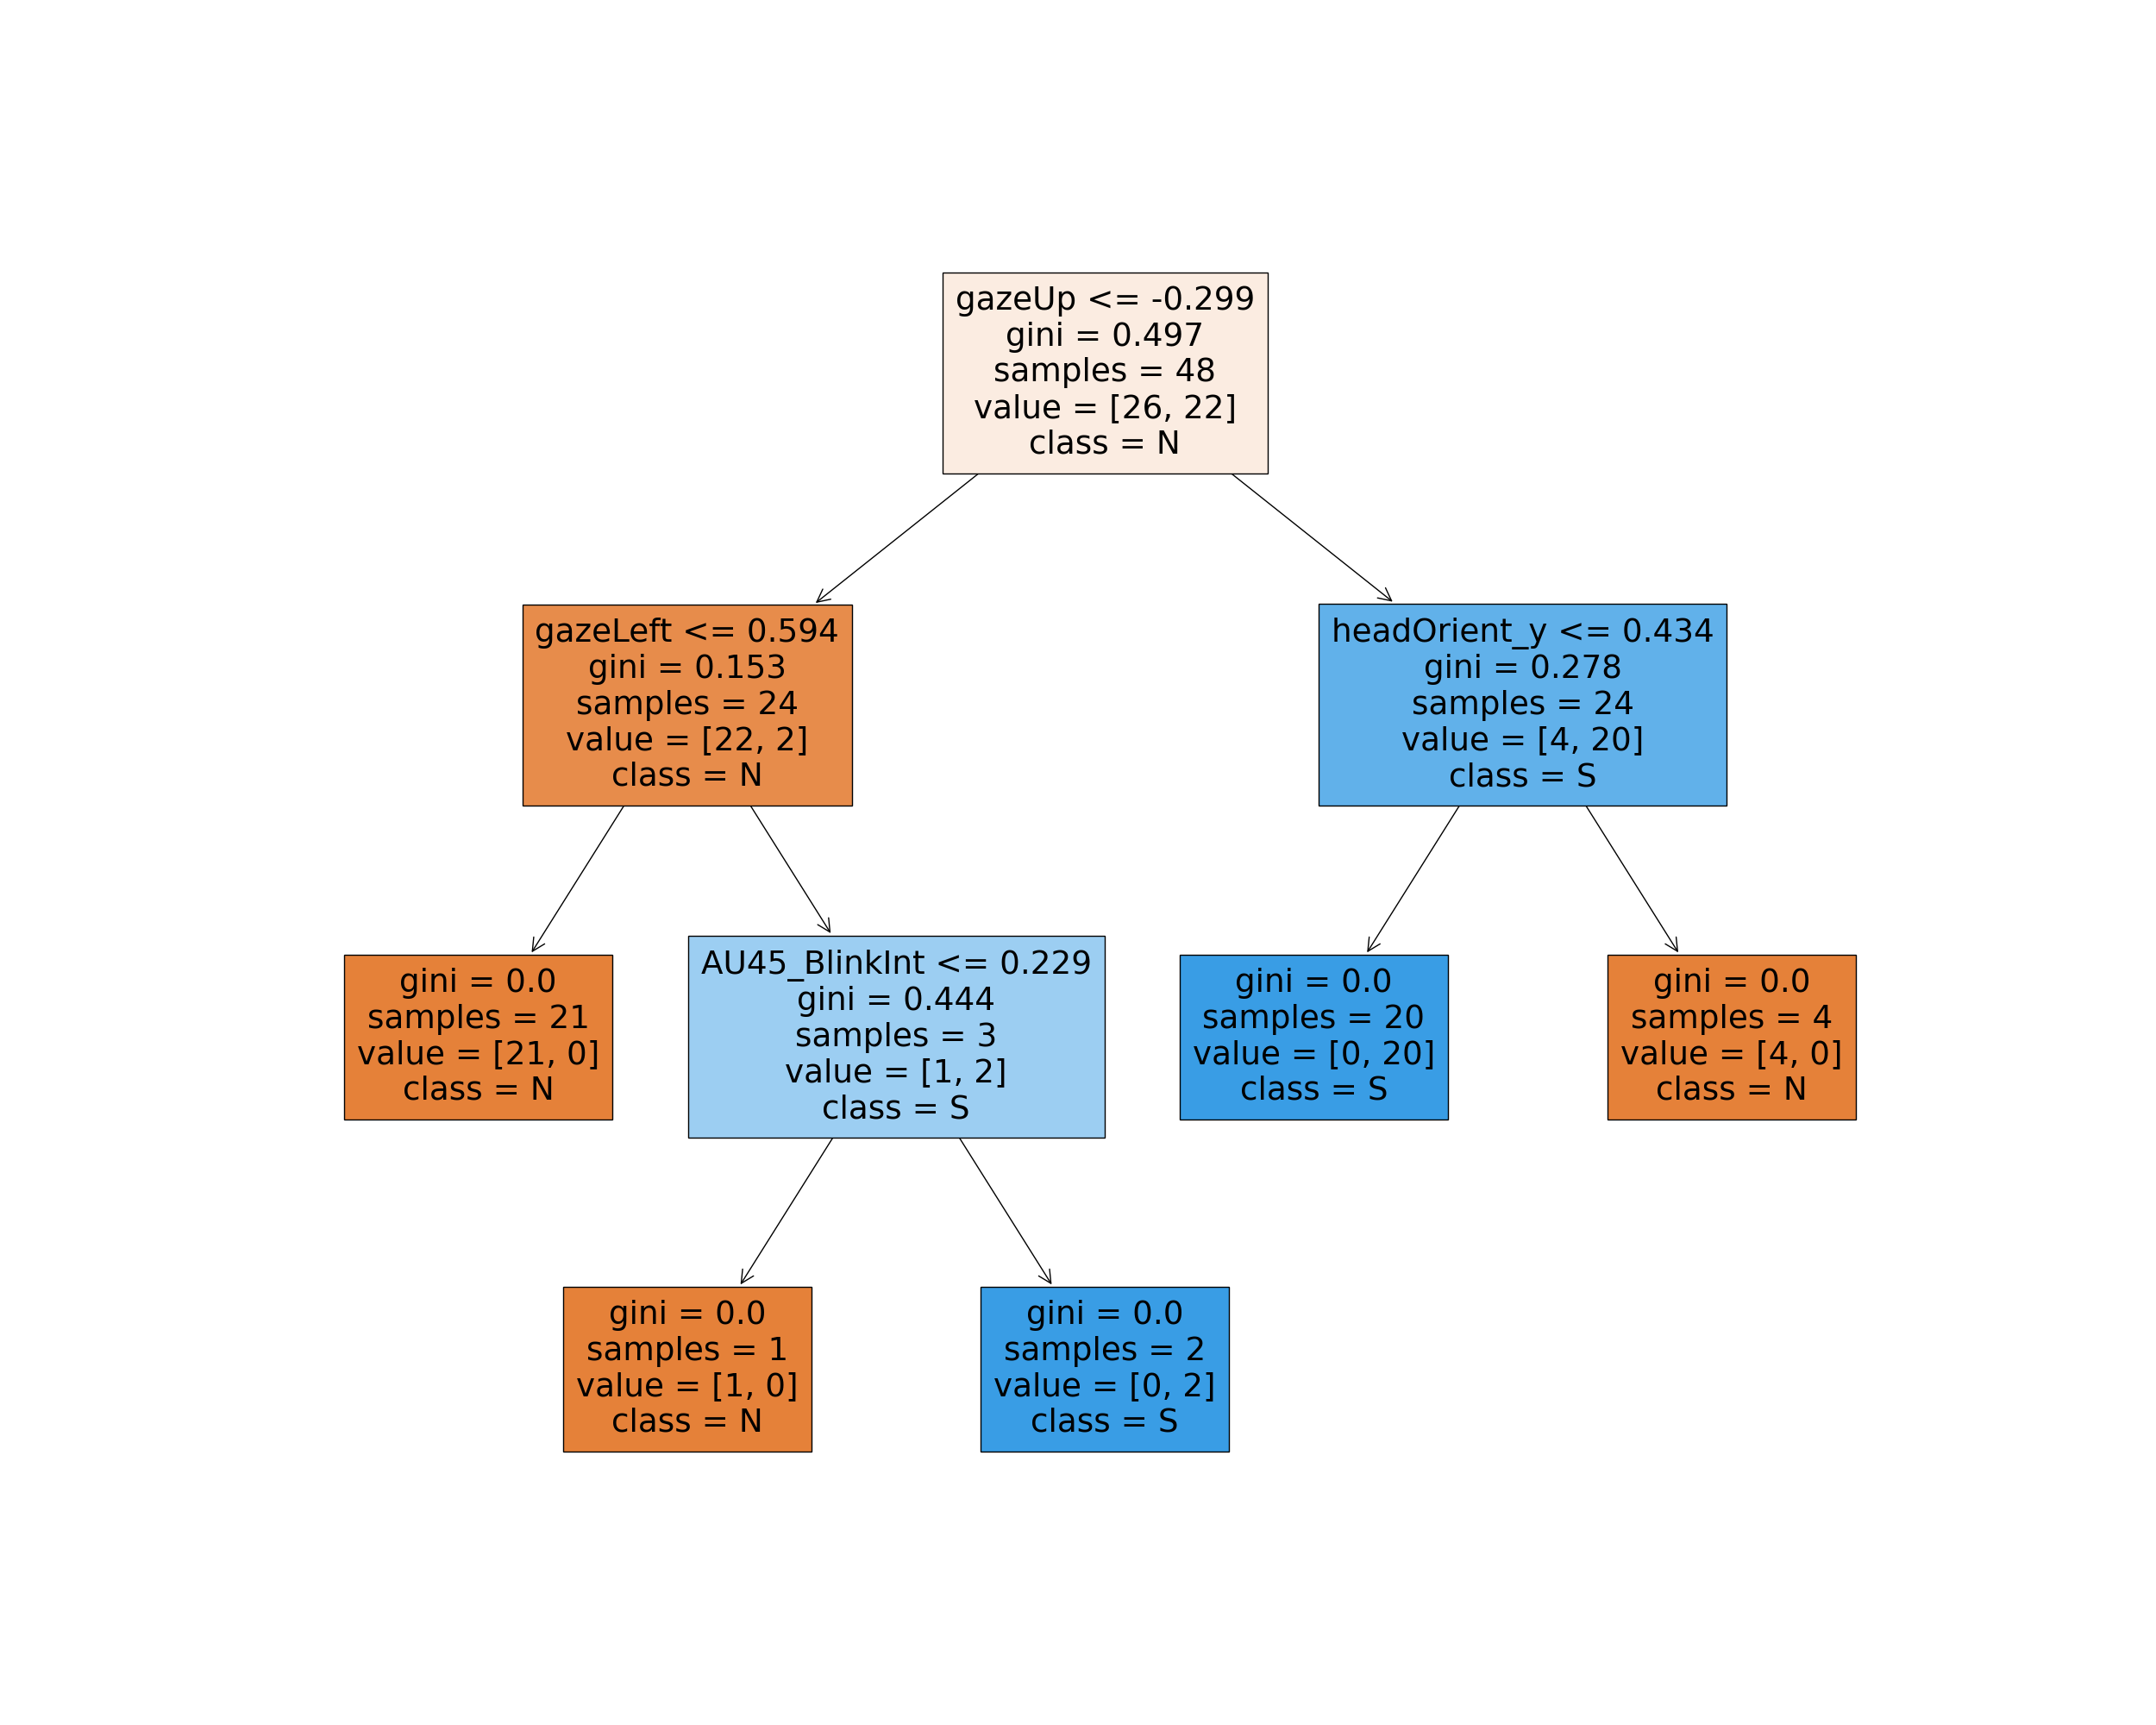 gazeUp <= -0.299
gini = 0.497
samples = 48
value = [26, 22]
class = N
gazeLeft <= 0.594
gini = 0.153
samples = 24
value = [22, 2]
class = N
headOrient_y <= 0.434
gini = 0.278
samples = 24
value = [4, 20]
class = S
gini = 0.0
samples = 21
value = [21, 0]
class = N
AU45_BlinkInt <= 0.229
gini = 0.444
samples = 3
value = [1, 2]
class = S
gini = 0.0
samples = 20
value = [0, 20]
class = S
gini = 0.0
samples = 4
value = [4, 0]
class = N
gini = 0.0
samples = 1
value = [1, 0]
class = N
gini = 0.0
samples = 2
value = [0, 2]
class = S